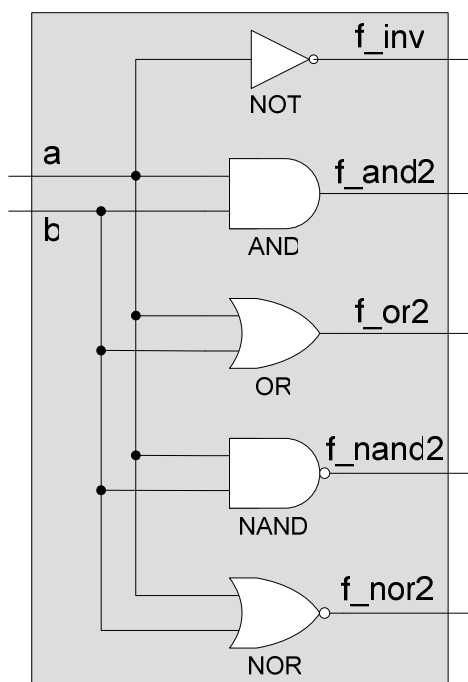 f_inv
NOT
a
f_and2
b
AND
f_or2
OR
f_nand2
NAND
f_nor2
NOR